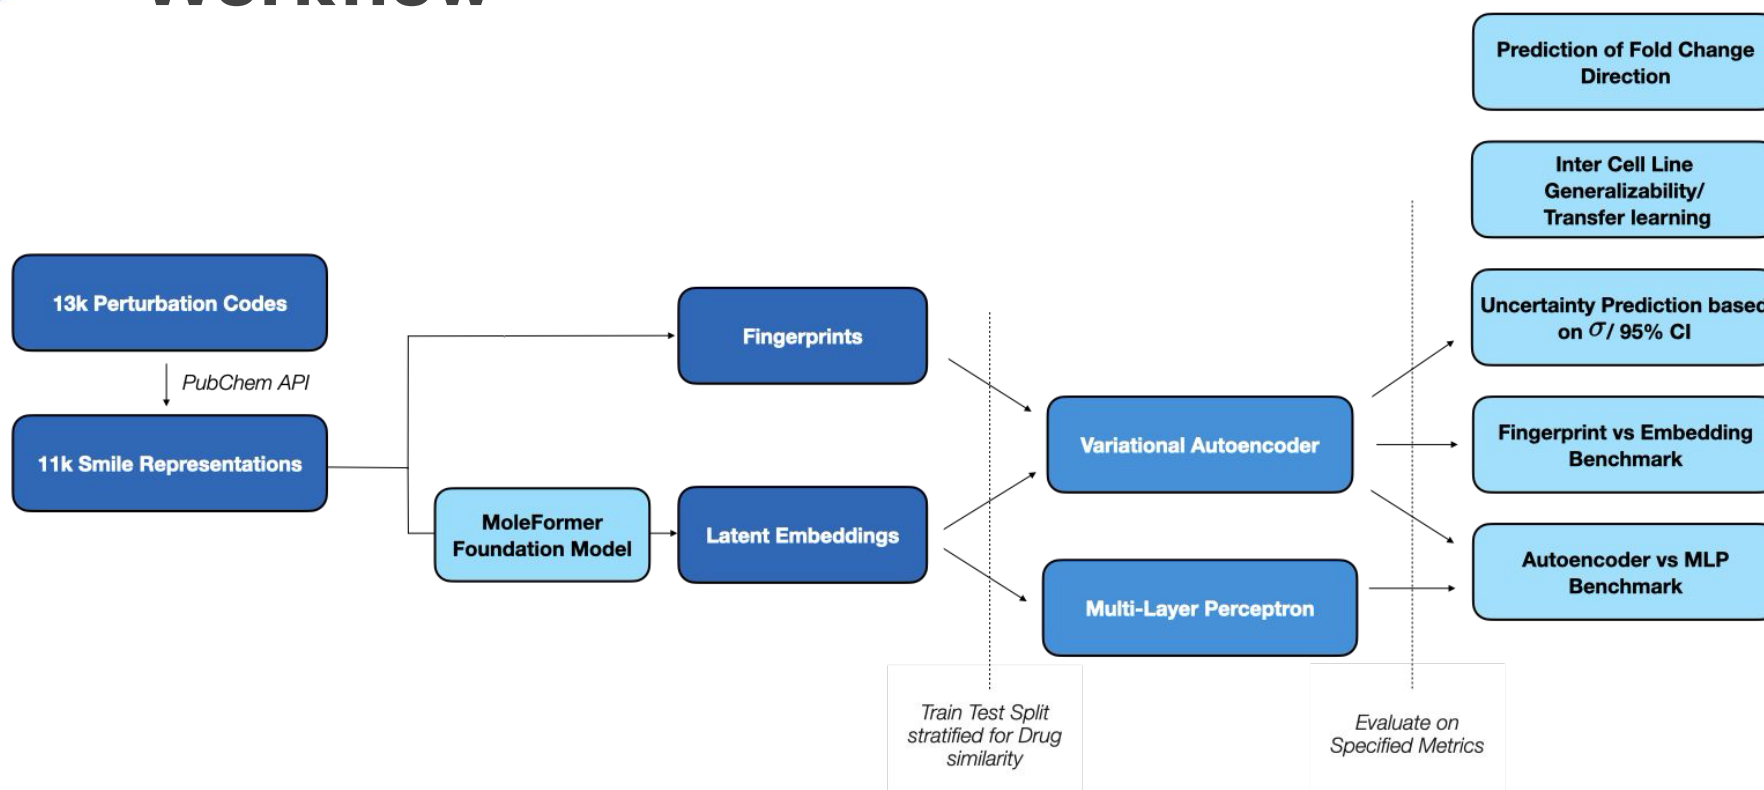 Workflow
13k Perturbation Codes
PubChem API
11k Smile Representations
MoleFormer
Foundation Model
Fingerprints
Latent Embeddings
Train Test Split
stratified for Drug
similarity
Variational Autoencoder
Multi-Layer Perceptron
Evaluate on
Specified Metrics
Prediction of Fold Change
Direction
Inter Cell Line
Generalizability/
Transfer learning
Uncertainty Prediction based
on σ/ 95% CI
Fingerprint vs Embedding
Benchmark
Autoencoder vs MLP
Benchmark